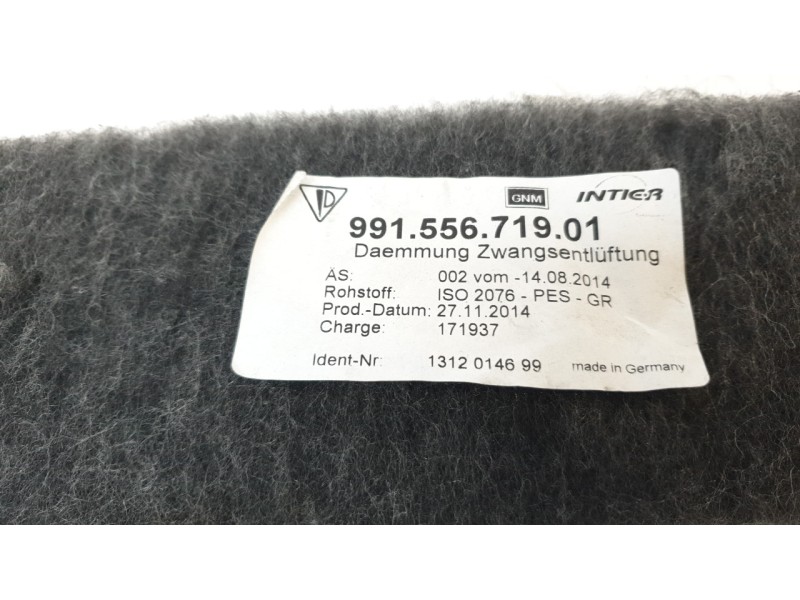 GNM INTIER
991.556.719.01
Daemmung Zwangsentlüftung
AS: 002 vom -14.08.2014
Rohstoff: ISO 2076 - PES - GR
Prod.-Datum: 27.11.2014
Charge: 171937
Ident-Nr: 1312 0146 99 made in Germany